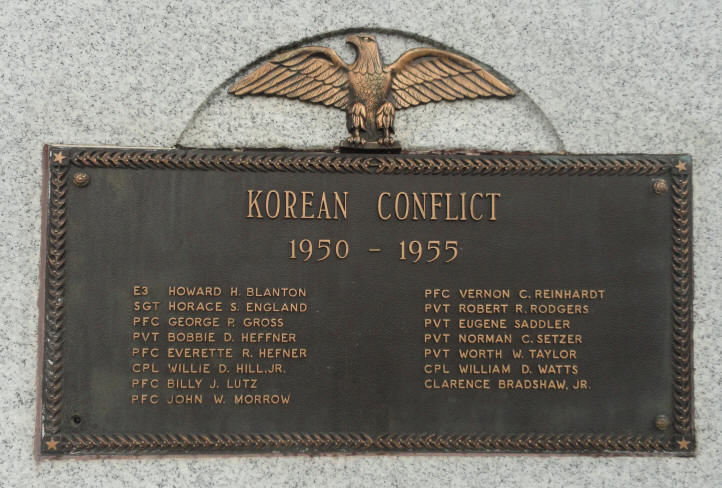 KOREAN CONFLICT
1950 - 1955
E3 HOWARD H. BLANTON
SGT HORACE S. ENGLAND
PFC GEORGE P. GROSS
PVT BOBBIE D. HEFFNER
PFC EVERETTE R. HEFNER
CPL WILLIE D. HILL, JR.
PFC BILLY J. LUTZ
PFC JOHN W. MORROW
PFC VERNON C. REINHARDT
PVT ROBERT R. RODGERS
PVT EUGENE SADDLER
PVT NORMAN C. SETZER
PVT WORTH W. TAYLOR
CPL WILLIAM D. WATTS
CLARENCE BRADSHAW, JR.